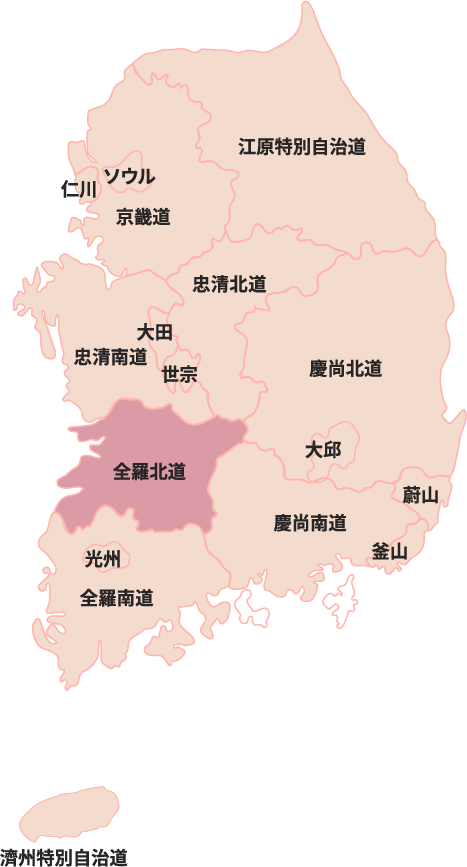 江原特別自治道
ソウル
仁川
京畿道
忠清北道
大田
忠清南道
世宗
慶尚北道
大邱
全羅北道
蔚山
慶尚南道
釜山
光州
全羅南道
濟州特別自治道